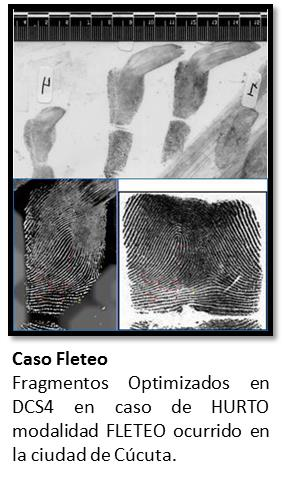 Caso Fleteo
Fragmentos Optimizados en
DCS4 en caso de HURTO
modalidad FLETEO ocurrido en
la ciudad de Cúcuta.